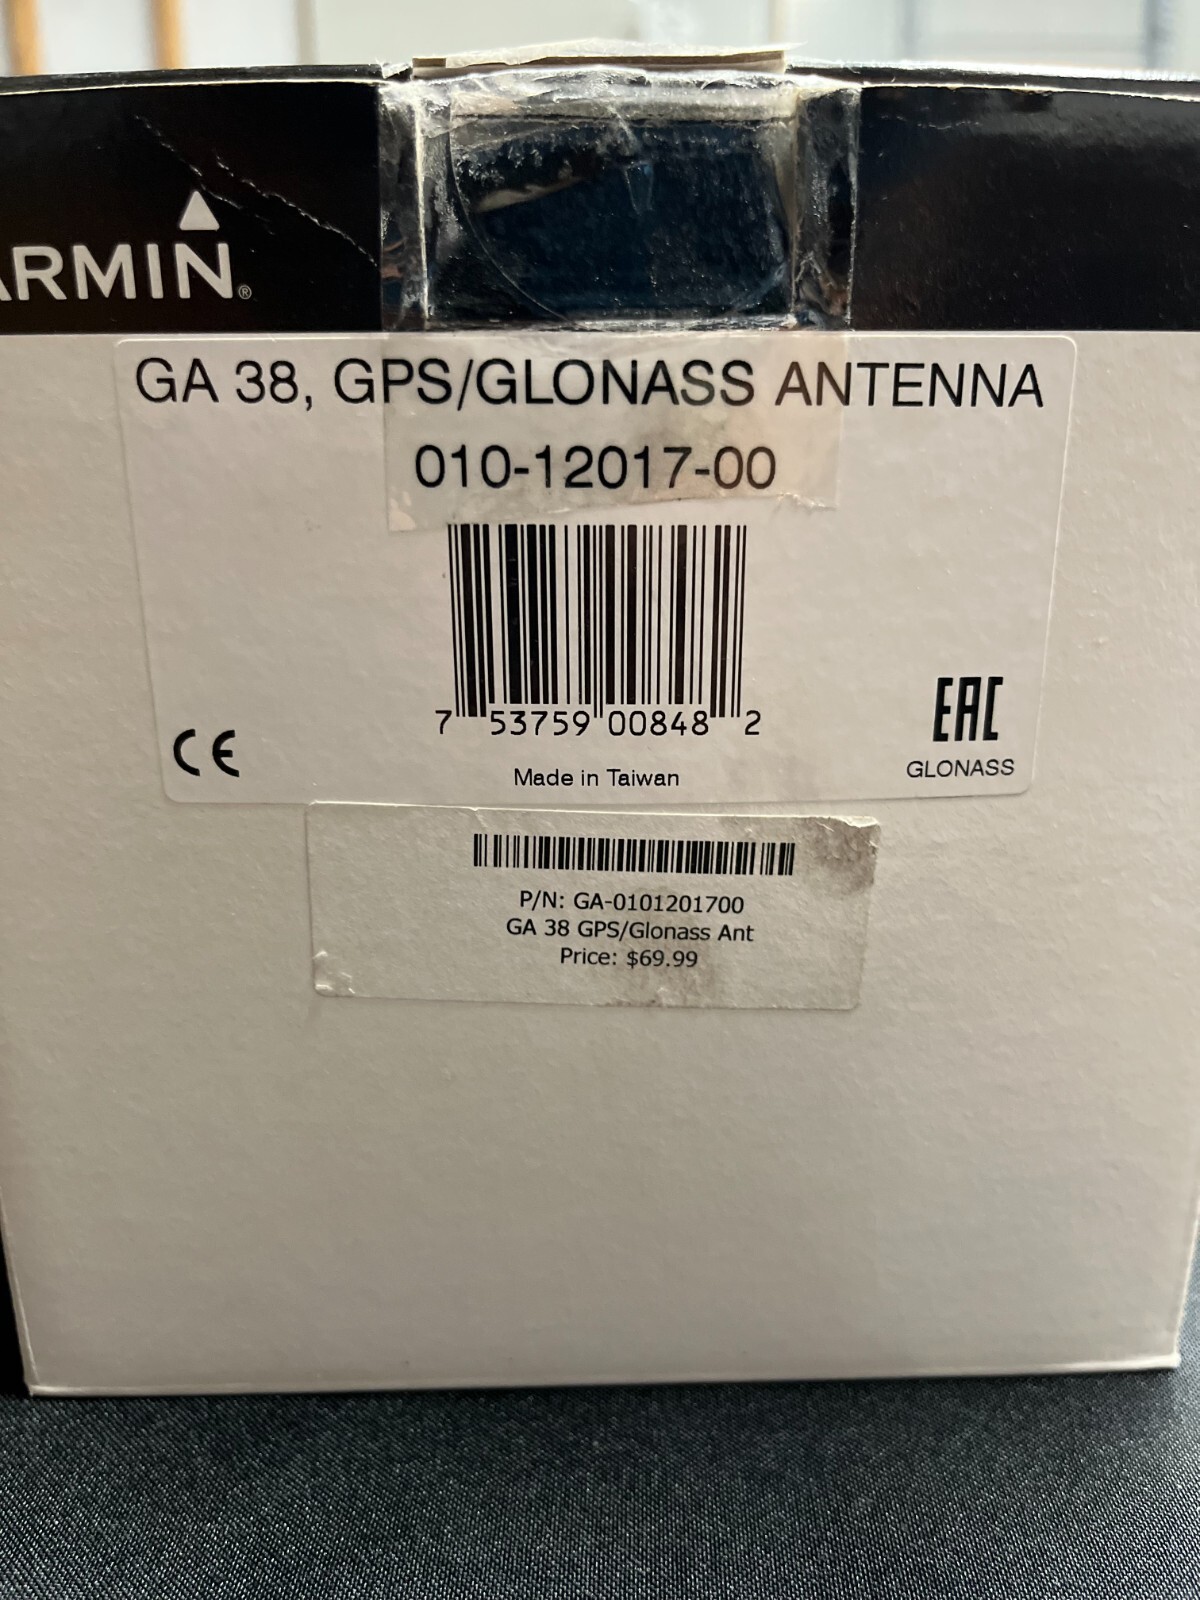 ARMIN®
GA 38, GPS/GLONASS ANTENNA
010-12017-00
7 53759 00848 2
CE
EAC
GLONASS
Made in Taiwan
P/N: GA-0101201700
GA 38 GPS/Glonass Ant
Price: $69.99